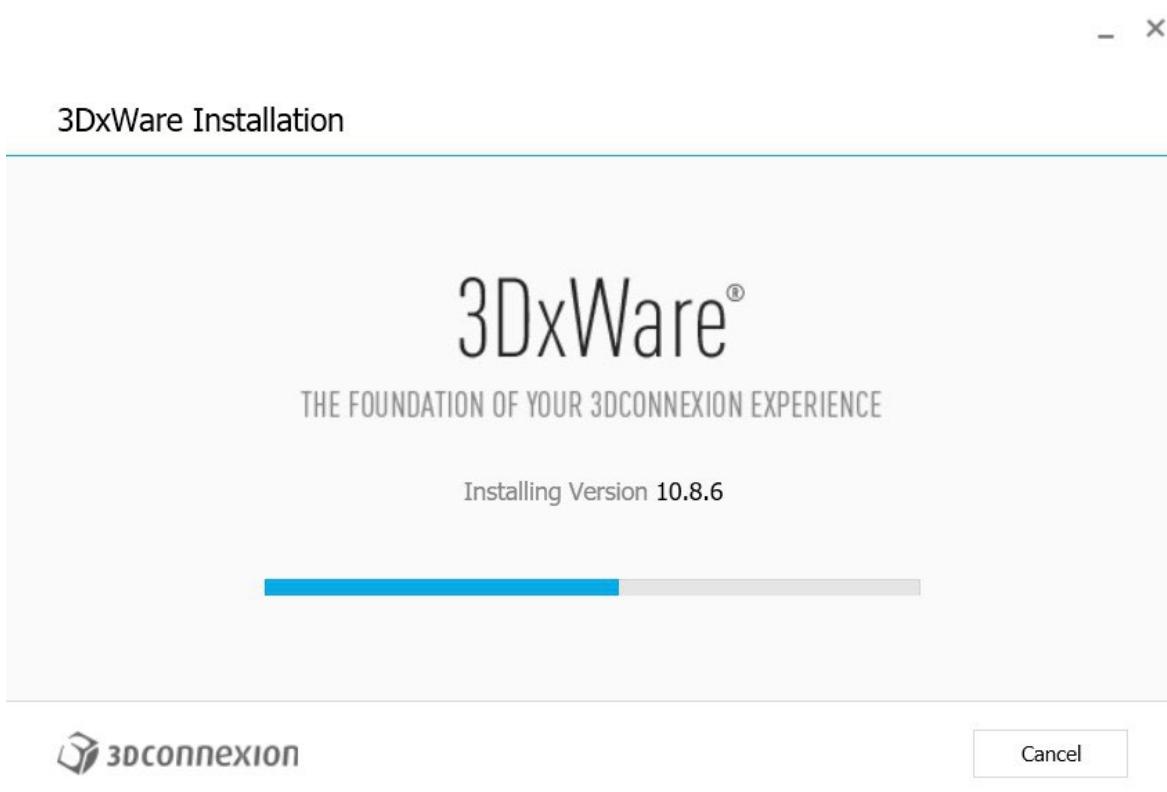 3DxWare Installation
3DxWare®
THE FOUNDATION OF YOUR 3DCONNEXION EXPERIENCE
Installing Version 10.8.6
3Dconnexion
Cancel